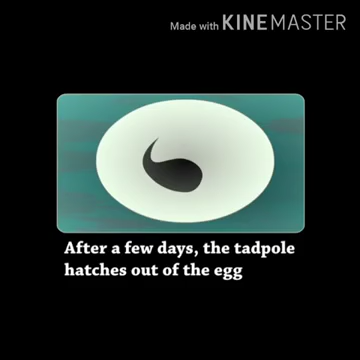 Made with KINEMASTER
After a few days, the tadpole
hatches out of the egg